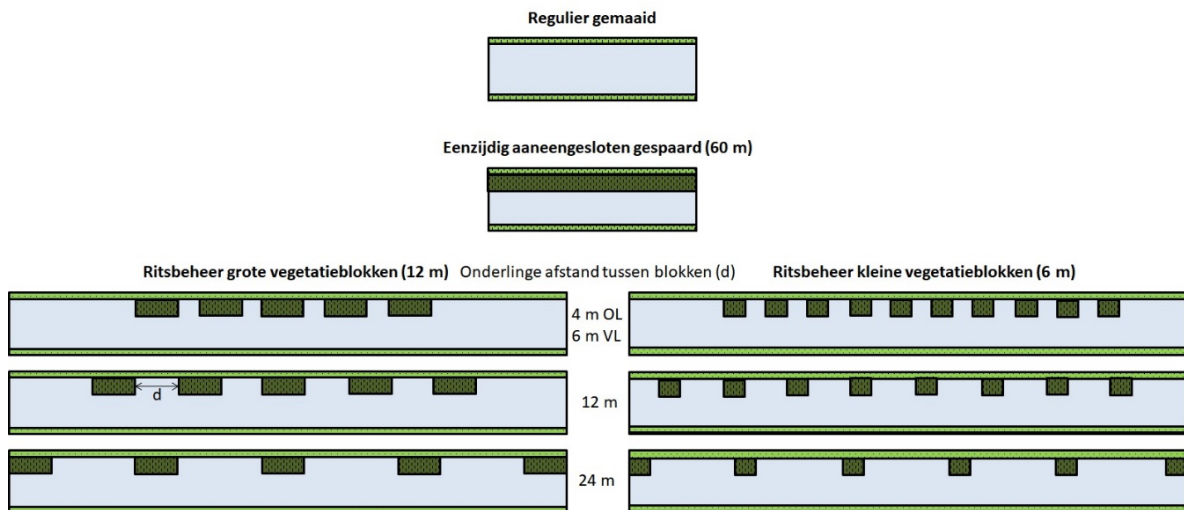 Regulier gemaaid
Eenzijdig aaneengesloten gespaard (60 m)
Ritsbeheer grote vegetatieblokken (12 m) Onderlinge afstand tussen blokken (d) Ritsbeheer kleine vegetatieblokken (6 m)
4 m OL
6 m VL
d
12 m
24 m